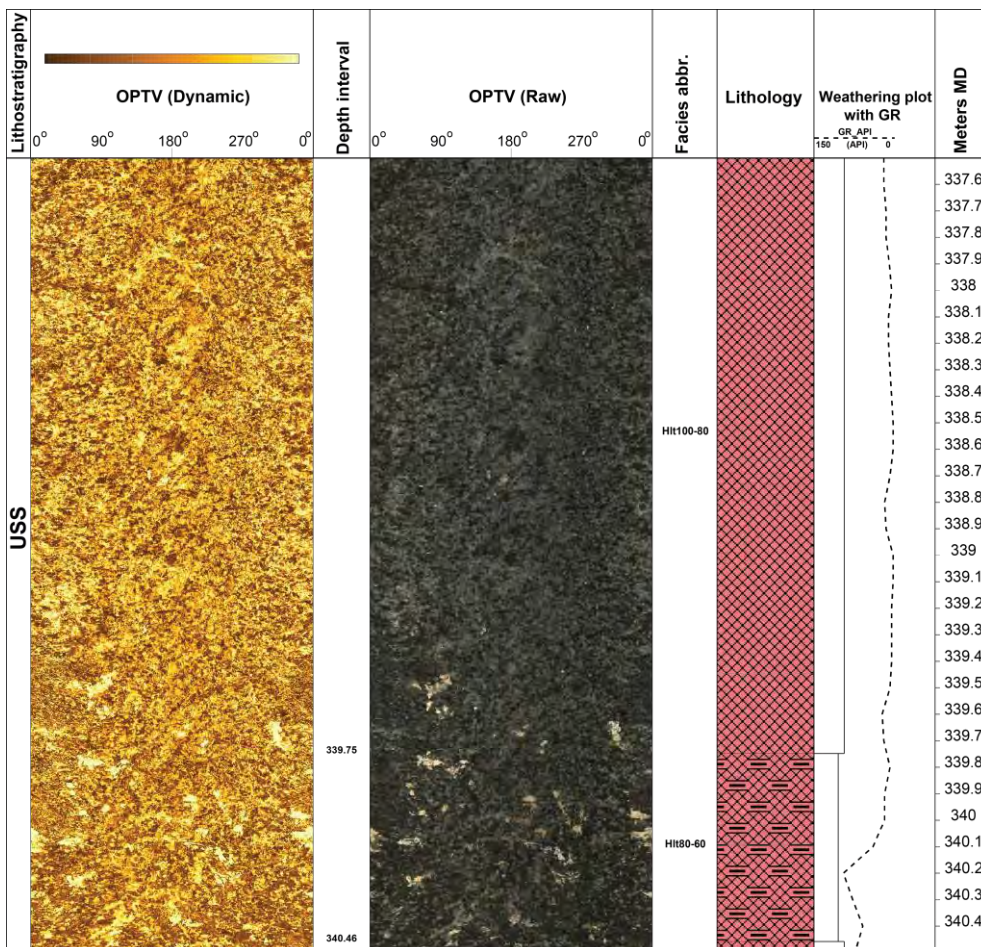 Lithostratigraphy
OPTV (Dynamic)
0° 90° 180° 270° 0°
Depth interval
OPTV (Raw)
0° 90° 180° 270° 0°
Facies abbr.
Lithology
Weathering plot
with GR
GR_API
150 (API) 0
Meters MD
USS
339.75
340.46
Hlt100-80
Hlt80-60
337.6
337.7
337.8
337.9
338
338.1
338.2
338.3
338.4
338.5
338.6
338.7
338.8
338.9
339
339.1
339.2
339.3
339.4
339.5
339.6
339.7
339.8
339.9
340
340.1
340.2
340.3
340.4